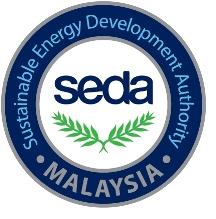 Sustainable Energy Development Authority
seda
• MALAYSIA •